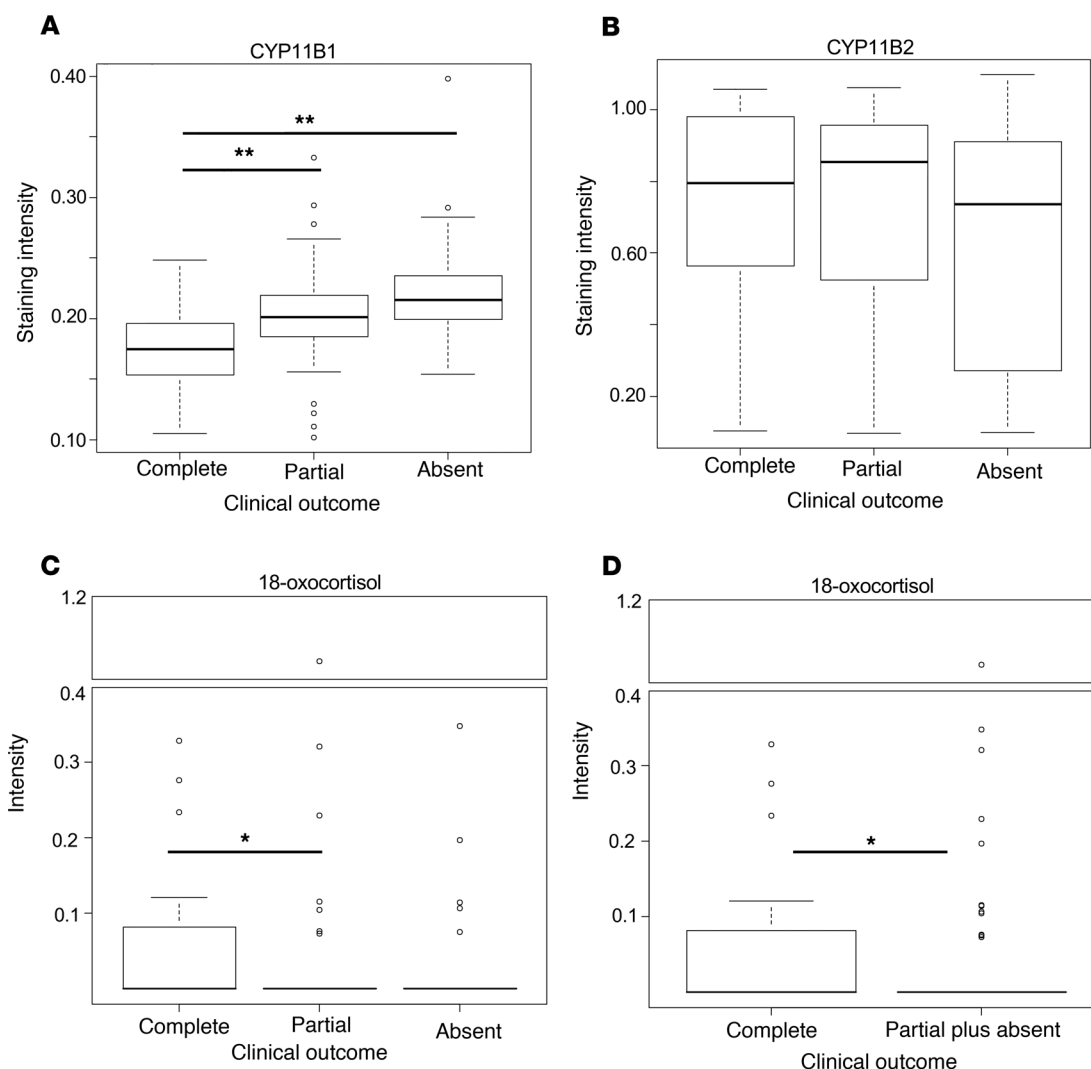 A
CYP11B1
Staining intensity
0.40
0.30
0.20
0.10
**
**
Complete
Partial
Absent
Clinical outcome
B
CYP11B2
Staining intensity
1.00
0.60
0.20
Complete
Partial
Absent
Clinical outcome
C
18-oxocortisol
Intensity
1.2
0.4
0.3
0.2
0.1
*
Complete
Partial
Absent
Clinical outcome
D
18-oxocortisol
Intensity
1.2
0.4
0.3
0.2
0.1
*
Complete
Partial plus absent
Clinical outcome